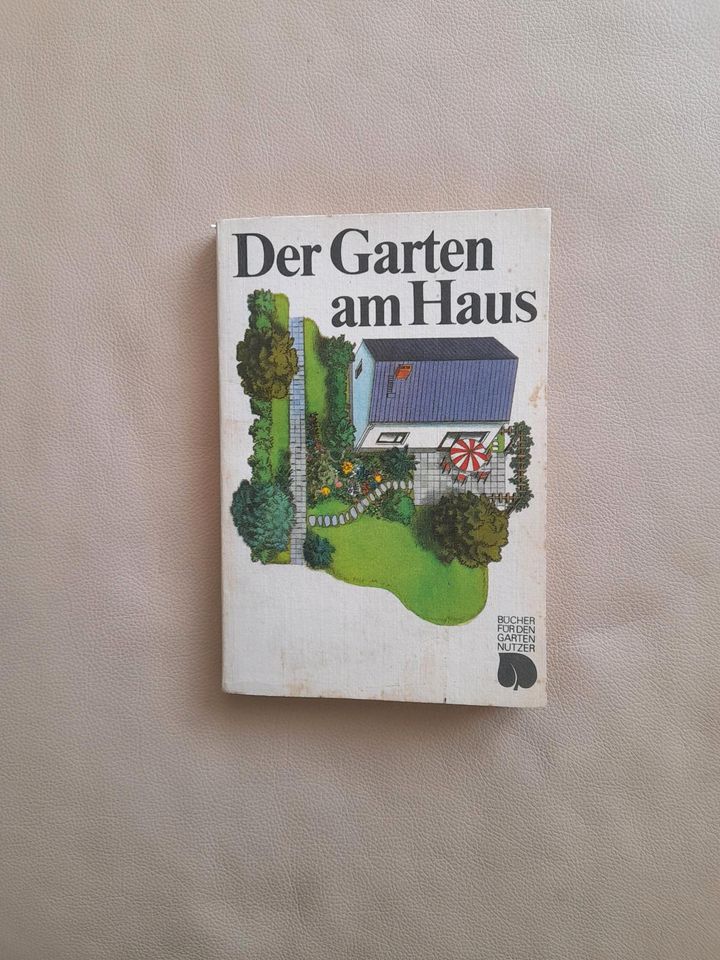 Der Garten
am Haus
BÜCHER
FÜR DEN
GARTEN
NUTZER